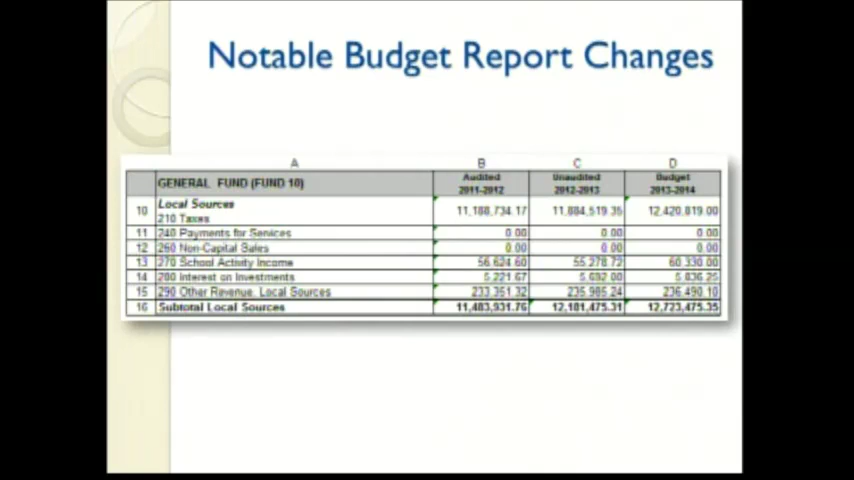 Notable Budget Report Changes
A B C D
GENERAL FUND (FUND 10) Audited 2011-2012 Unaudited 2012-2013 Budget 2013-2014
Local Sources
10 210 Taxes 11,188,734.17 11,884,519.35 12,420,819.00
11 240 Payments for Services 0.00 0.00 0.00
12 260 Non-Capital Sales 0.00 0.00 0.00
13 270 School Activity Income 56,624.60 55,278.72 60,330.00
14 280 Interest on Investments 5,221.67 5,692.00 5,836.25
15 290 Other Revenue, Local Sources 233,351.32 235,985.24 236,490.10
16 Subtotal Local Sources 11,483,931.76 12,181,475.31 12,723,475.35